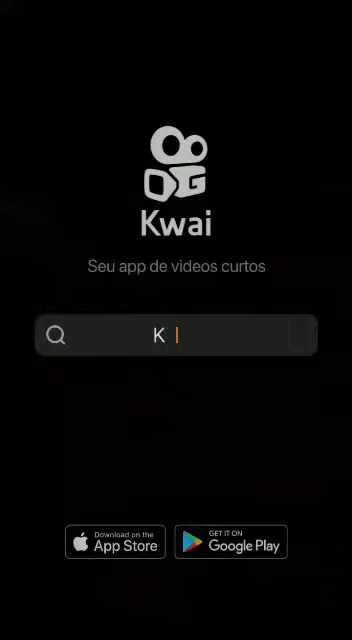 Kwai
Seu app de videos curtos
K
Download on the
App Store
GET IT ON
Google Play